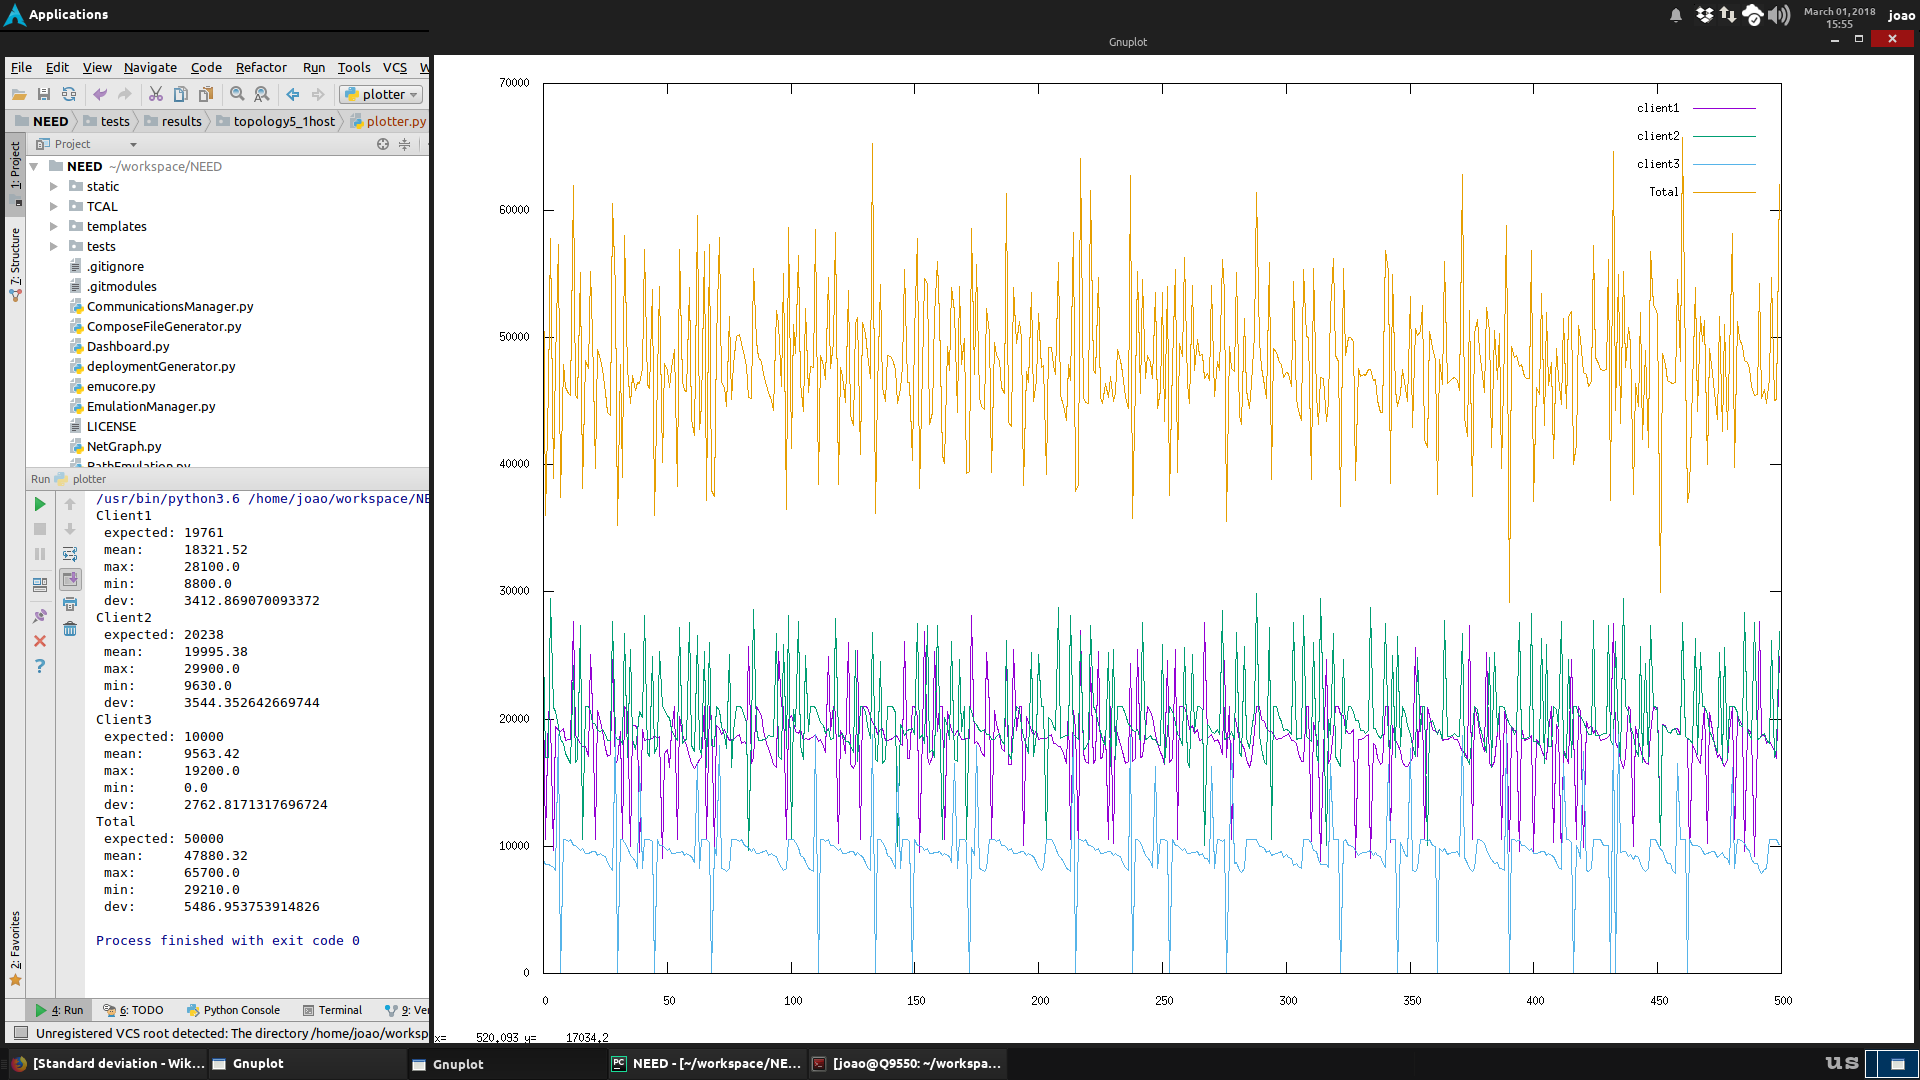 Applications
March 01, 2018
15:55
joao
Gnuplot
File Edit View Navigate Code Refactor Run Tools VCS W
plotter
NEED tests results topology5_1host plotter.py
Project
1: Project
7: Structure
2: Favorites
NEED ~/workspace/NEED
static
TCAL
templates
tests
.gitignore
.gitmodules
CommunicationsManager.py
ComposeFileGenerator.py
Dashboard.py
deploymentGenerator.py
emucore.py
EmulationManager.py
LICENSE
NetGraph.py
PathEmulation.py
Run plotter
/usr/bin/python3.6 /home/joao/workspace/NE
Client1
expected: 19761
mean: 18321.52
max: 28100.0
min: 8800.0
dev: 3412.869070093372
Client2
expected: 20238
mean: 19995.38
max: 29900.0
min: 9630.0
dev: 3544.352642669744
Client3
expected: 10000
mean: 9563.42
max: 19200.0
min: 0.0
dev: 2762.8171317696724
Total
expected: 50000
mean: 47880.32
max: 65700.0
min: 29210.0
dev: 5486.953753914826
Process finished with exit code 0
4: Run 6: TODO Python Console Terminal 9: Ver
Unregistered VCS root detected: The directory /home/joao/worksp
70000
60000
50000
40000
30000
20000
10000
0
client1
client2
client3
Total
0 50 100 150 200 250 300 350 400 450 500
x= 520.093 y= 17034.2
[Standard deviation - Wik... Gnuplot Gnuplot NEED - [~/workspace/NE... [joao@Q9550: ~/workspa...
us